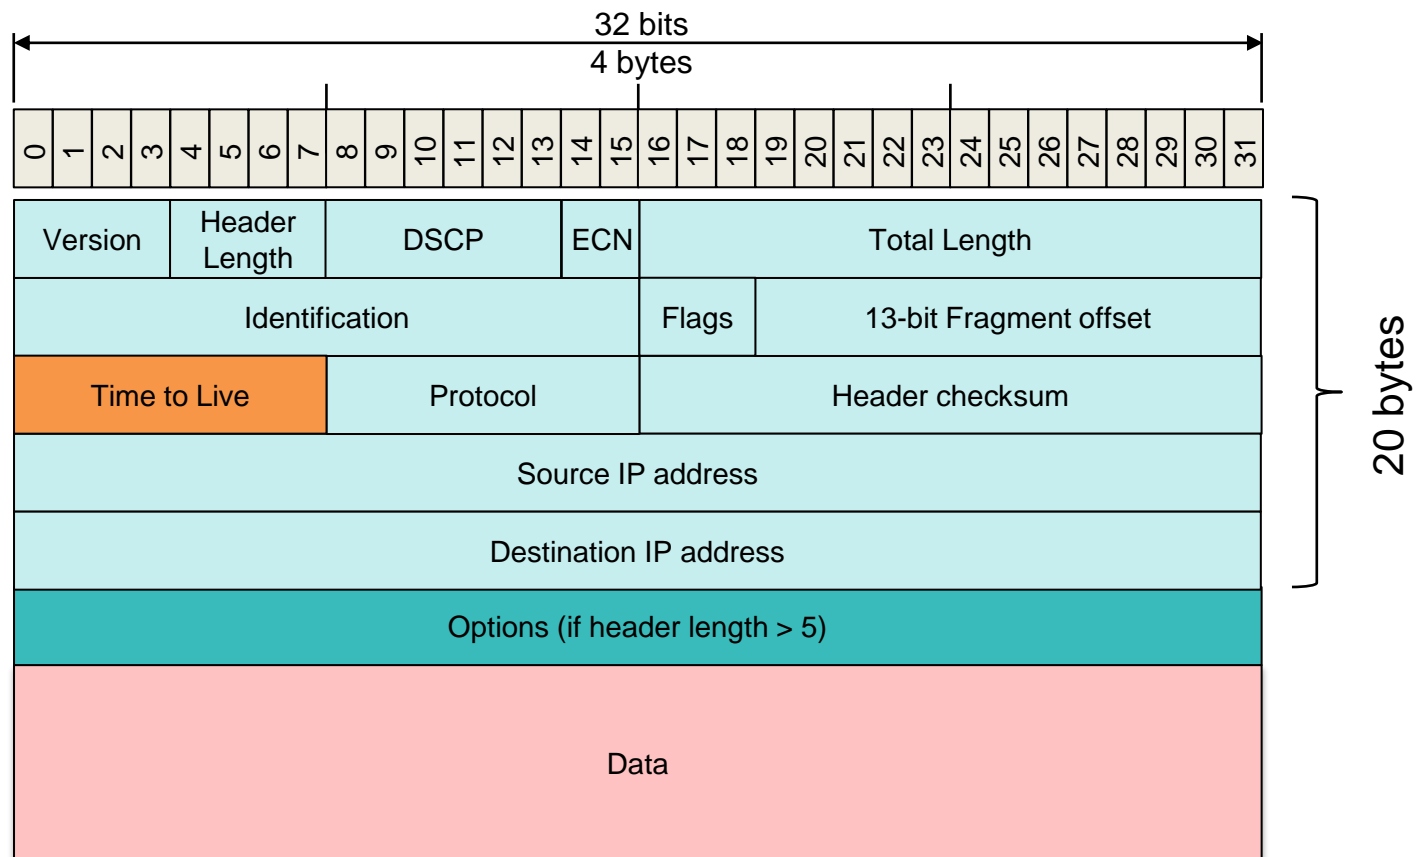 32 bits
4 bytes
0 1 2 3 4 5 6 7 8 9 10 11 12 13 14 15 16 17 18 19 20 21 22 23 24 25 26 27 28 29 30 31
Version
Header
Length
DSCP
ECN
Total Length
Identification
Flags
13-bit Fragment offset
Time to Live
Protocol
Header checksum
Source IP address
Destination IP address
20 bytes
Options (if header length > 5)
Data